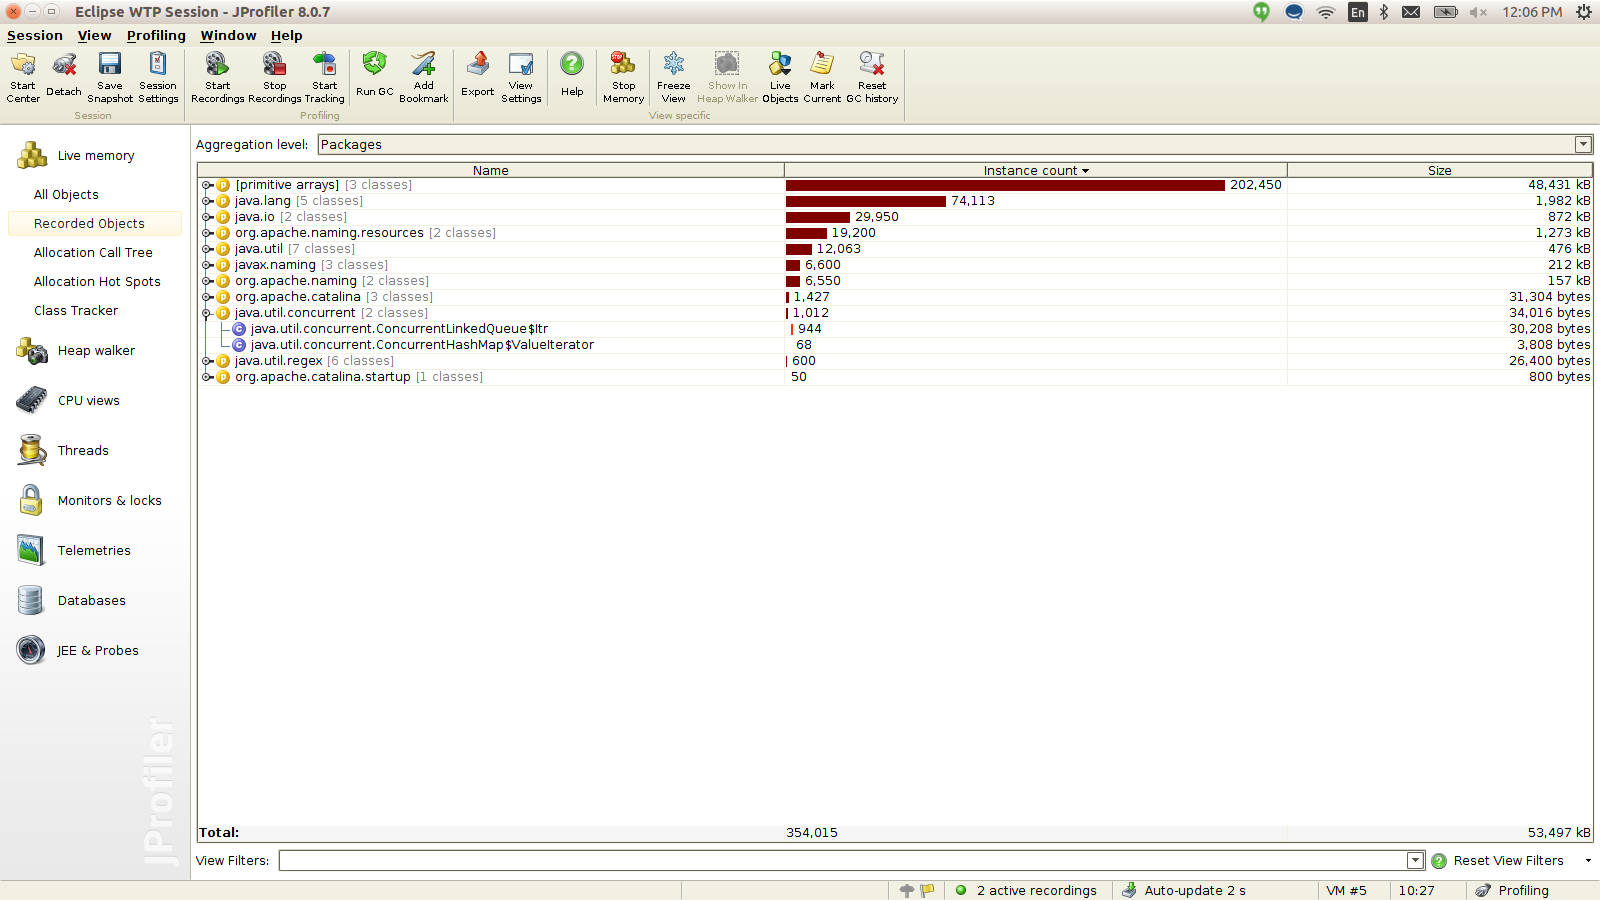 Eclipse WTP Session - JProfiler 8.0.7
En 12:06 PM
Session View Profiling Window Help
Start Center
Detach
Save Snapshot
Session Settings
Start Recordings
Stop Recordings
Start Tracking
Run GC
Add Bookmark
Export
View Settings
Help
Stop Memory
Freeze View
Show In Heap Walker
Live Objects
Mark Current
Reset GC history
Session
Profiling
View specific
Live memory
All Objects
Recorded Objects
Allocation Call Tree
Allocation Hot Spots
Class Tracker
Heap walker
CPU views
Threads
Monitors & locks
Telemetries
Databases
JEE & Probes
JProfiler
Aggregation level: Packages
Name Instance count Size
[primitive arrays] [3 classes] 202,450 48,431 kB
java.lang [5 classes] 74,113 1,982 kB
java.io [2 classes] 29,950 872 kB
org.apache.naming.resources [2 classes] 19,200 1,273 kB
java.util [7 classes] 12,063 476 kB
javax.naming [3 classes] 6,600 212 kB
org.apache.naming [2 classes] 6,550 157 kB
org.apache.catalina [3 classes] 1,427 31,304 bytes
java.util.concurrent [2 classes] 1,012 34,016 bytes
java.util.concurrent.ConcurrentLinkedQueue$Itr 944 30,208 bytes
java.util.concurrent.ConcurrentHashMap$ValueIterator 68 3,808 bytes
java.util.regex [6 classes] 600 26,400 bytes
org.apache.catalina.startup [1 classes] 50 800 bytes
Total: 354,015 53,497 kB
View Filters: Reset View Filters
2 active recordings Auto-update 2 s VM #5 10:27 Profiling